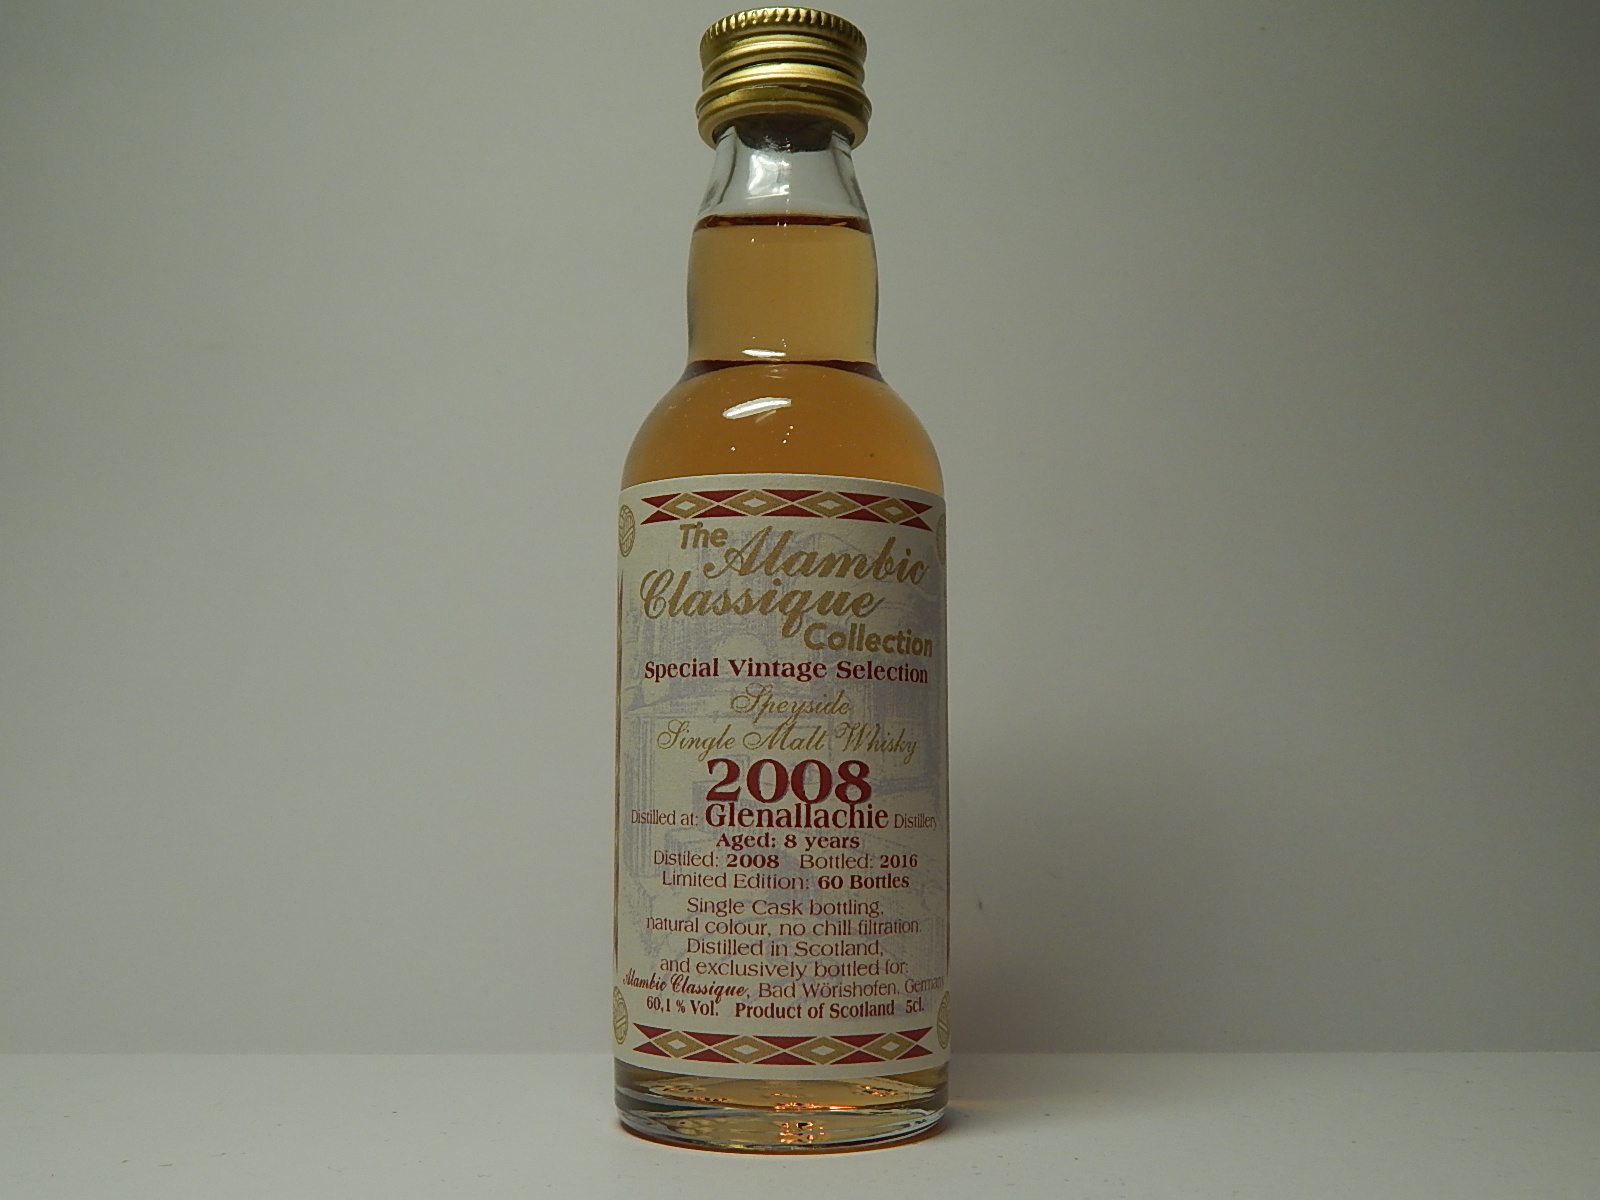 The Alambic
Classique
Collection
Special Vintage Selection
Speyside
Single Malt Whisky
2008
Distilled at: Glenallachie Distillery
Aged: 8 years
Distiled: 2008 Bottled: 2016
Limited Edition: 60 Bottles
Single Cask bottling,
natural colour, no chill filtration.
Distilled in Scotland,
and exclusively bottled for:
Alambic Classique, Bad Wörishofen, Germany
60,1 % Vol. Product of Scotland 5cl.